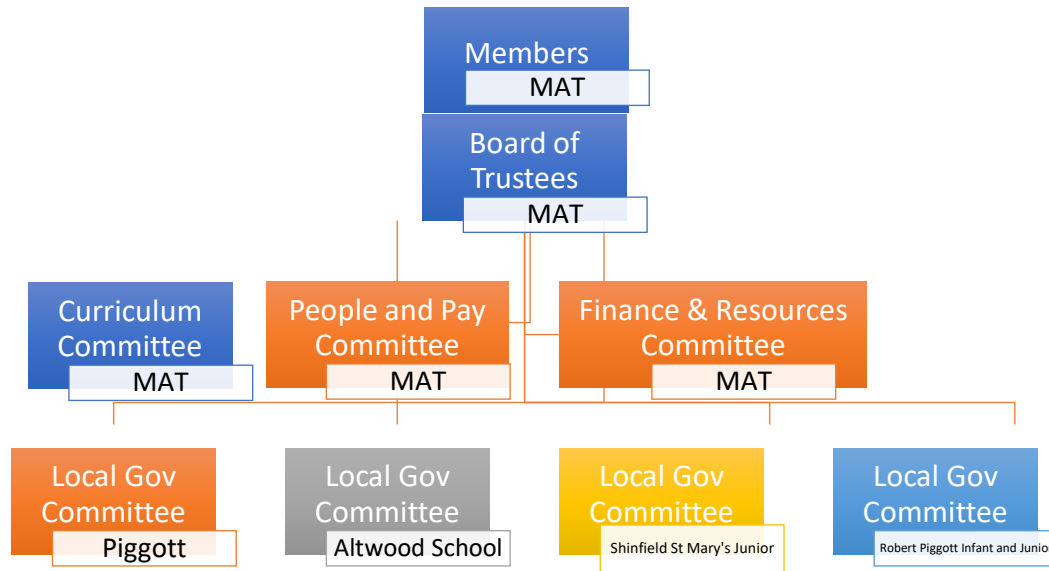 Members
MAT
Board of
Trustees
MAT
Curriculum
Committee
MAT
People and Pay
Committee
MAT
Finance & Resources
Committee
MAT
Local Gov
Committee
Piggott
Local Gov
Committee
Altwood School
Local Gov
Committee
Shinfield St Mary's Junior
Local Gov
Committee
Robert Piggott Infant and Junior